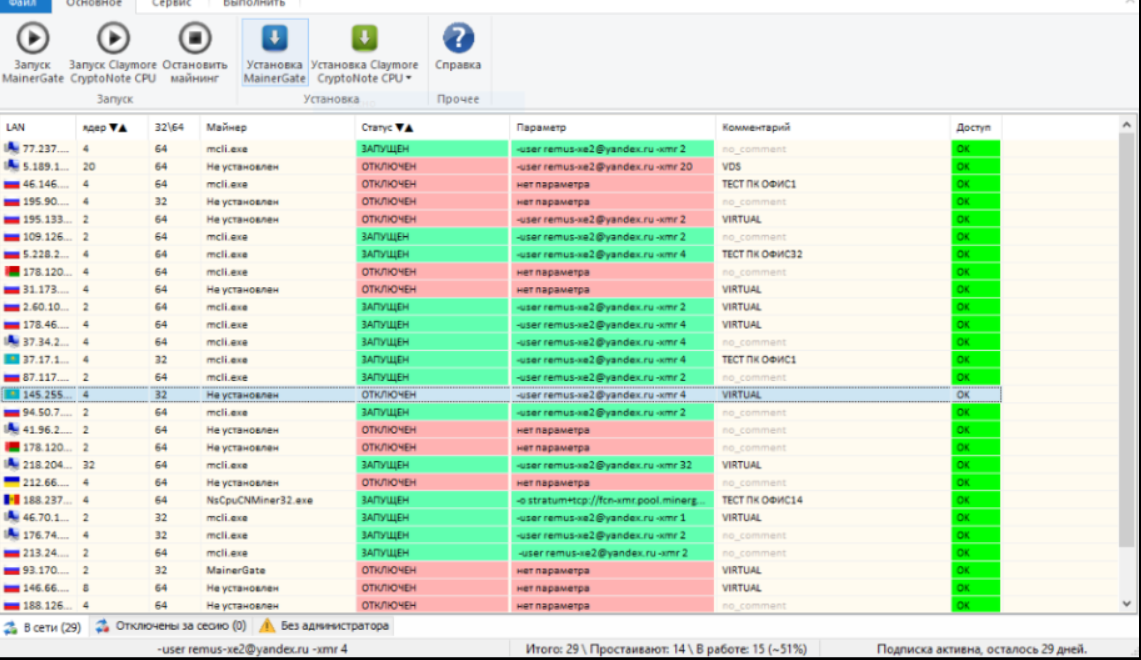 Файл Основное Сервис Выполнить
Запуск MainerGate Запуск Claymore CryptoNote CPU Остановить майнинг Установка MainerGate Установка Claymore CryptoNote CPU Справка
Запуск Установка Прочее
LAN ядер ▼▲ 32\64 Майнер Статус ▼▲ Параметр Комментарий Доступ
77.237.... 4 64 mcli.exe ЗАПУЩЕН -user remus-xe2@yandex.ru -xmr 2 no_comment OK
5.189.1... 20 64 Не установлен ОТКЛЮЧЕН -user remus-xe2@yandex.ru -xmr 20 VDS OK
46.146.... 4 64 mcli.exe ОТКЛЮЧЕН нет параметра ТЕСТ ПК ОФИС1 OK
195.90.... 4 32 Не установлен ОТКЛЮЧЕН нет параметра no_comment OK
195.133... 2 64 Не установлен ОТКЛЮЧЕН -user remus-xe2@yandex.ru -xmr 2 VIRTUAL OK
109.126... 2 64 mcli.exe ЗАПУЩЕН -user remus-xe2@yandex.ru -xmr 2 no_comment OK
5.228.2... 4 64 mcli.exe ЗАПУЩЕН -user remus-xe2@yandex.ru -xmr 4 ТЕСТ ПК ОФИС32 OK
178.120... 4 64 mcli.exe ОТКЛЮЧЕН нет параметра no_comment OK
31.173.... 4 64 Не установлен ОТКЛЮЧЕН нет параметра VIRTUAL OK
2.60.10... 2 64 mcli.exe ЗАПУЩЕН -user remus-xe2@yandex.ru -xmr 2 VIRTUAL OK
178.46.... 4 64 mcli.exe ЗАПУЩЕН -user remus-xe2@yandex.ru -xmr 4 VIRTUAL OK
37.34.2... 4 64 mcli.exe ЗАПУЩЕН -user remus-xe2@yandex.ru -xmr 4 no_comment OK
37.17.1... 4 32 mcli.exe ЗАПУЩЕН -user remus-xe2@yandex.ru -xmr 4 ТЕСТ ПК ОФИС1 OK
87.117.... 2 64 mcli.exe ЗАПУЩЕН -user remus-xe2@yandex.ru -xmr 2 no_comment OK
145.255... 4 32 Не установлен ОТКЛЮЧЕН -user remus-xe2@yandex.ru -xmr 4 VIRTUAL OK
94.50.7.... 2 64 mcli.exe ЗАПУЩЕН -user remus-xe2@yandex.ru -xmr 2 no_comment OK
41.96.2... 2 64 Не установлен ОТКЛЮЧЕН нет параметра no_comment OK
178.120... 2 64 Не установлен ОТКЛЮЧЕН нет параметра no_comment OK
218.204... 32 64 mcli.exe ЗАПУЩЕН -user remus-xe2@yandex.ru -xmr 32 VIRTUAL OK
212.66.... 4 64 Не установлен ОТКЛЮЧЕН нет параметра no_comment OK
188.237... 4 64 NsCpuCNMiner32.exe ЗАПУЩЕН -o stratum+tcp://fcn-xmr.pool.minerg... ТЕСТ ПК ОФИС14 OK
46.70.1... 2 32 mcli.exe ЗАПУЩЕН -user remus-xe2@yandex.ru -xmr 1 VIRTUAL OK
176.74.... 4 32 mcli.exe ЗАПУЩЕН -user remus-xe2@yandex.ru -xmr 2 no_comment OK
213.24.... 2 64 mcli.exe ЗАПУЩЕН -user remus-xe2@yandex.ru -xmr 2 no_comment OK
93.170.... 2 32 MainerGate ОТКЛЮЧЕН нет параметра VIRTUAL OK
146.66.... 8 64 Не установлен ОТКЛЮЧЕН нет параметра VIRTUAL OK
188.126... 4 64 Не установлен ОТКЛЮЧЕН нет параметра no_comment OK
В сети (29) Отключены за сесию (0) Без администратора
-user remus-xe2@yandex.ru -xmr 4 Итого: 29 \ Простаивают: 14 \ В работе: 15 (~51%) Подписка активна, осталось 29 дней.